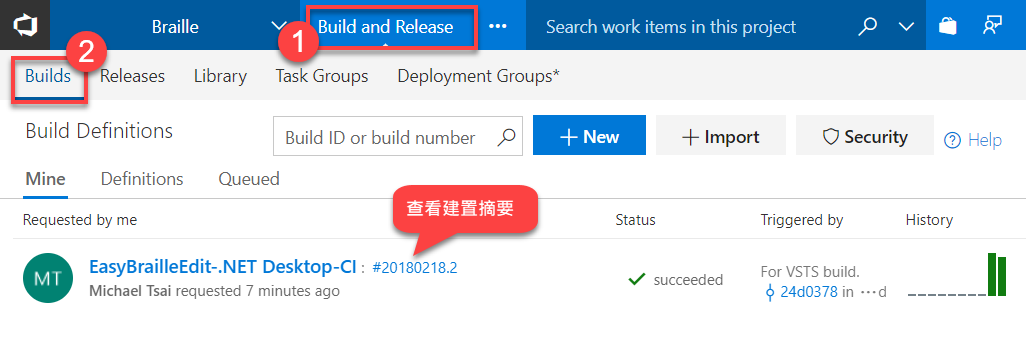 Braille
Build and Release
Search work items in this project
1
2
Builds
Releases
Library
Task Groups
Deployment Groups*
Build Definitions
Build ID or build number
+ New
+ Import
Security
Help
Mine
Definitions
Queued
查看建置摘要
Requested by me
Status
Triggered by
History
MT
EasyBrailleEdit-.NET Desktop-CI : #20180218.2
Michael Tsai requested 7 minutes ago
succeeded
For VSTS build.
24d0378 in ···d